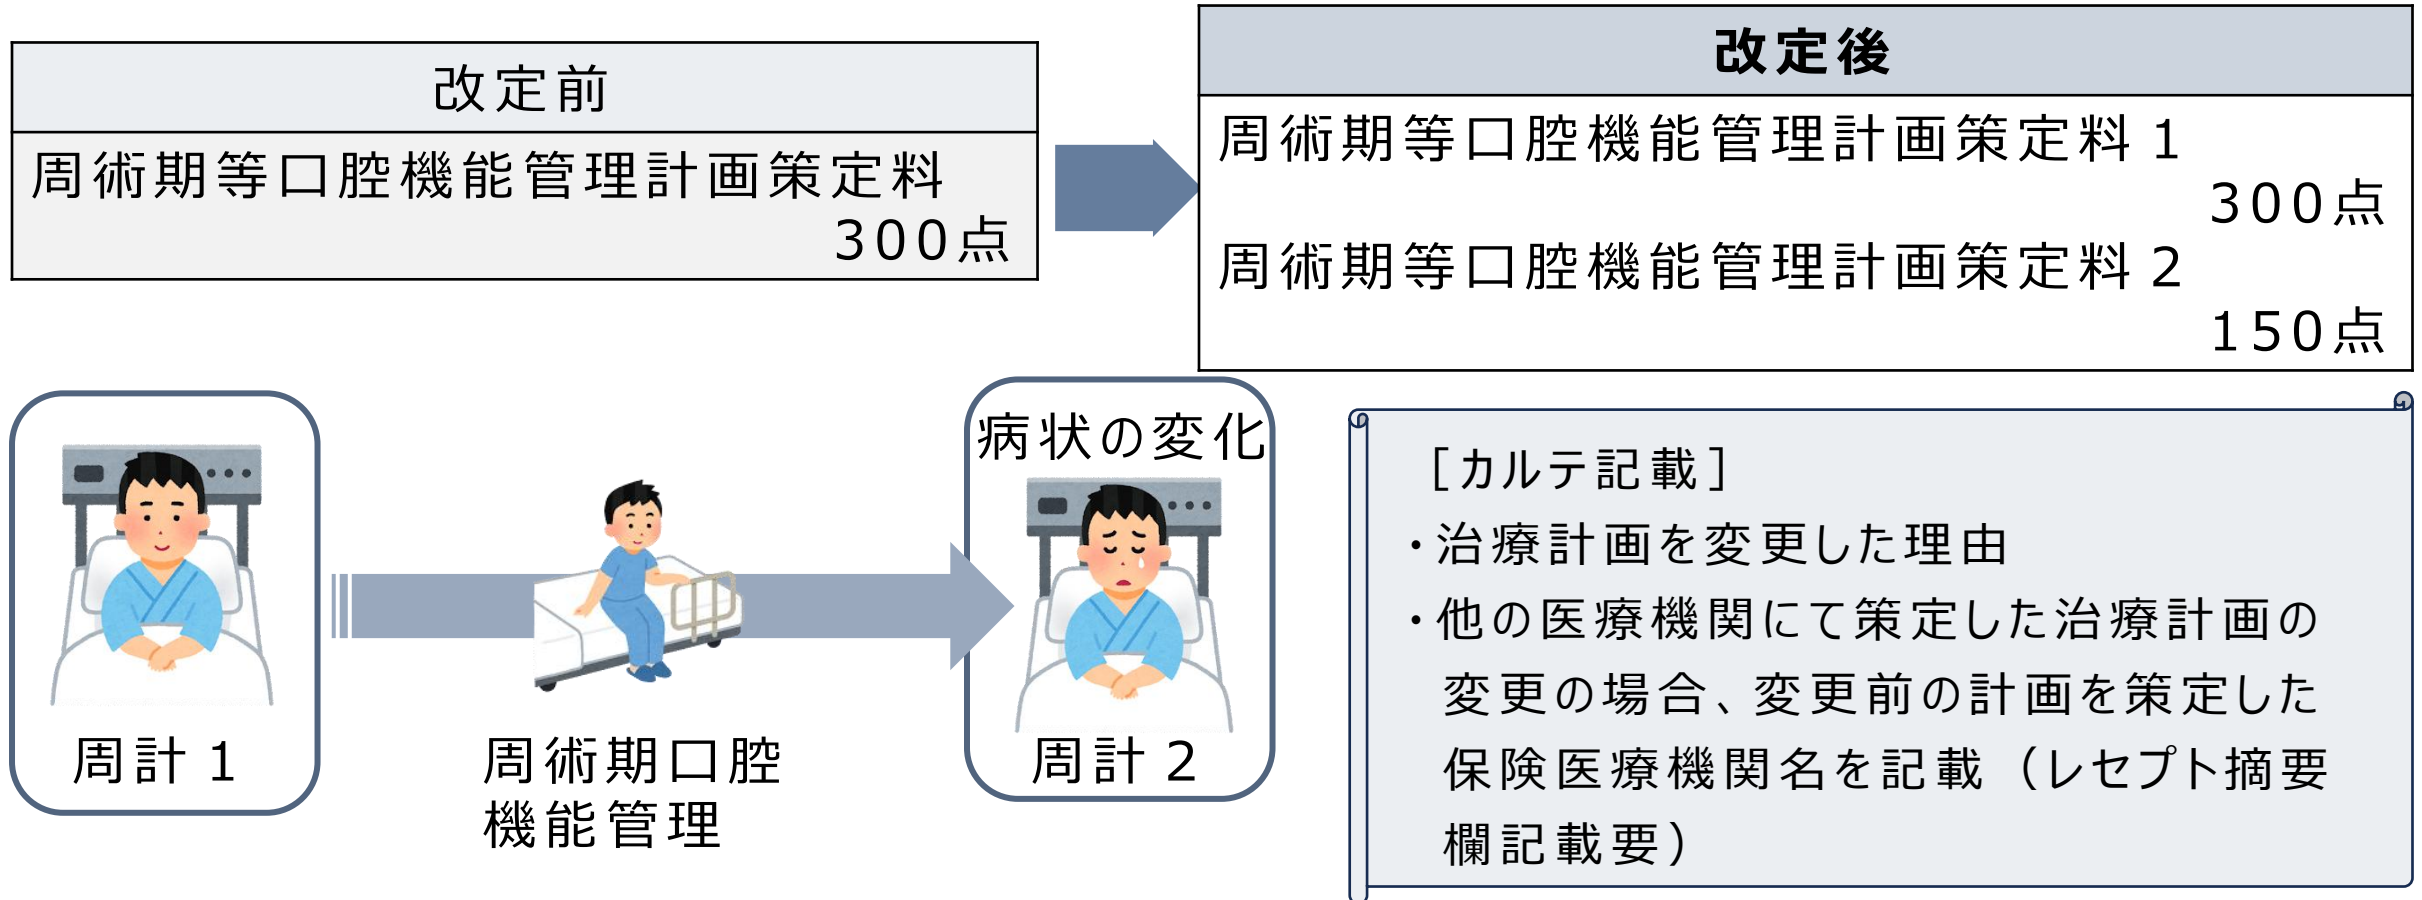 改定前
周術期等口腔機能管理計画策定料
300点
改定後
周術期等口腔機能管理計画策定料1
300点
周術期等口腔機能管理計画策定料2
150点
周計1
周術期口腔
機能管理
病状の変化
周計2
［カルテ記載］
・治療計画を変更した理由
・他の医療機関にて策定した治療計画の
変更の場合、変更前の計画を策定した
保険医療機関名を記載（レセプト摘要
欄記載要）